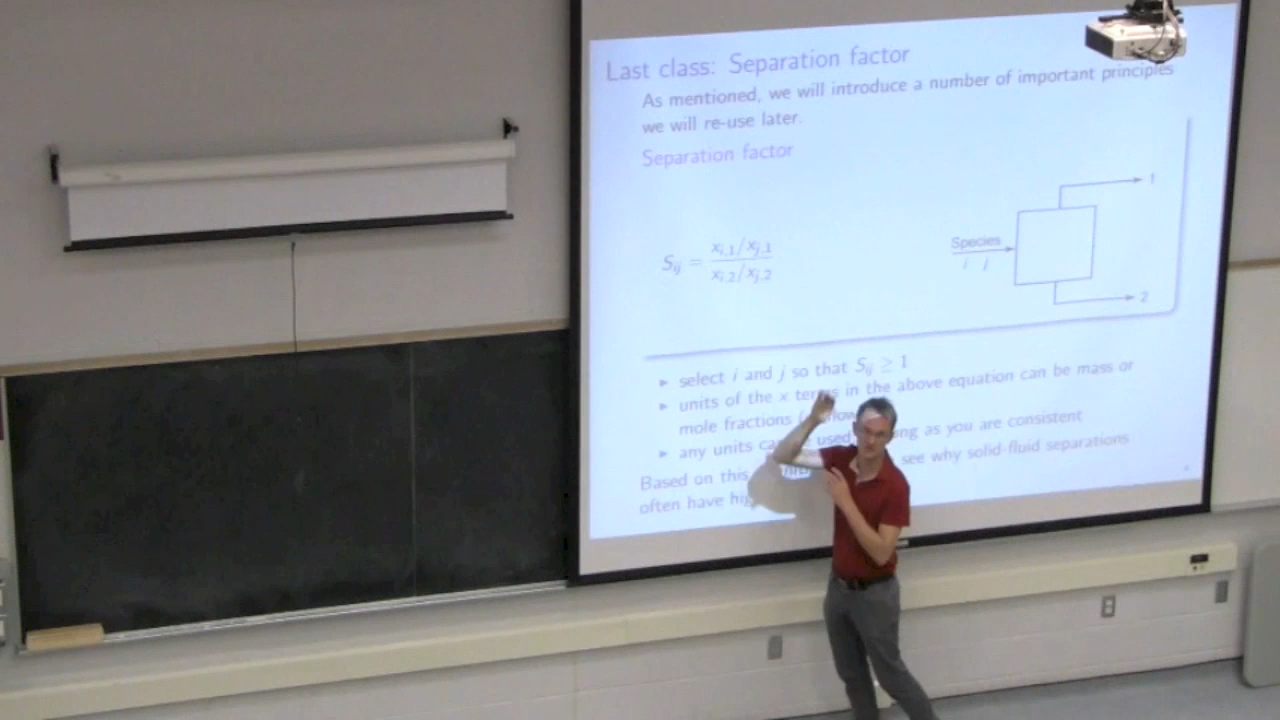 Last class: Separation factor
As mentioned, we will introduce a number of important principles
we will re-use later.
Separation factor
S_ij = (x_i,1/x_j,1) / (x_i,2/x_j,2)
Species
i j
1
2
▸ select i and j so that S_ij ≥ 1
▸ units of the x terms in the above equation can be mass or
mole fractions
▸ any units used long as you are consistent
Based on this see why solid-fluid separations
often have